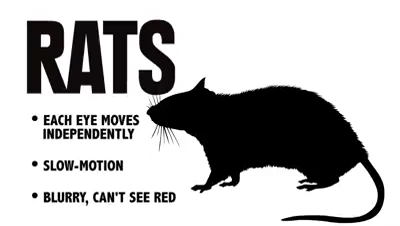 RATS
• EACH EYE MOVES
INDEPENDENTLY
• SLOW-MOTION
• BLURRY, CAN'T SEE RED